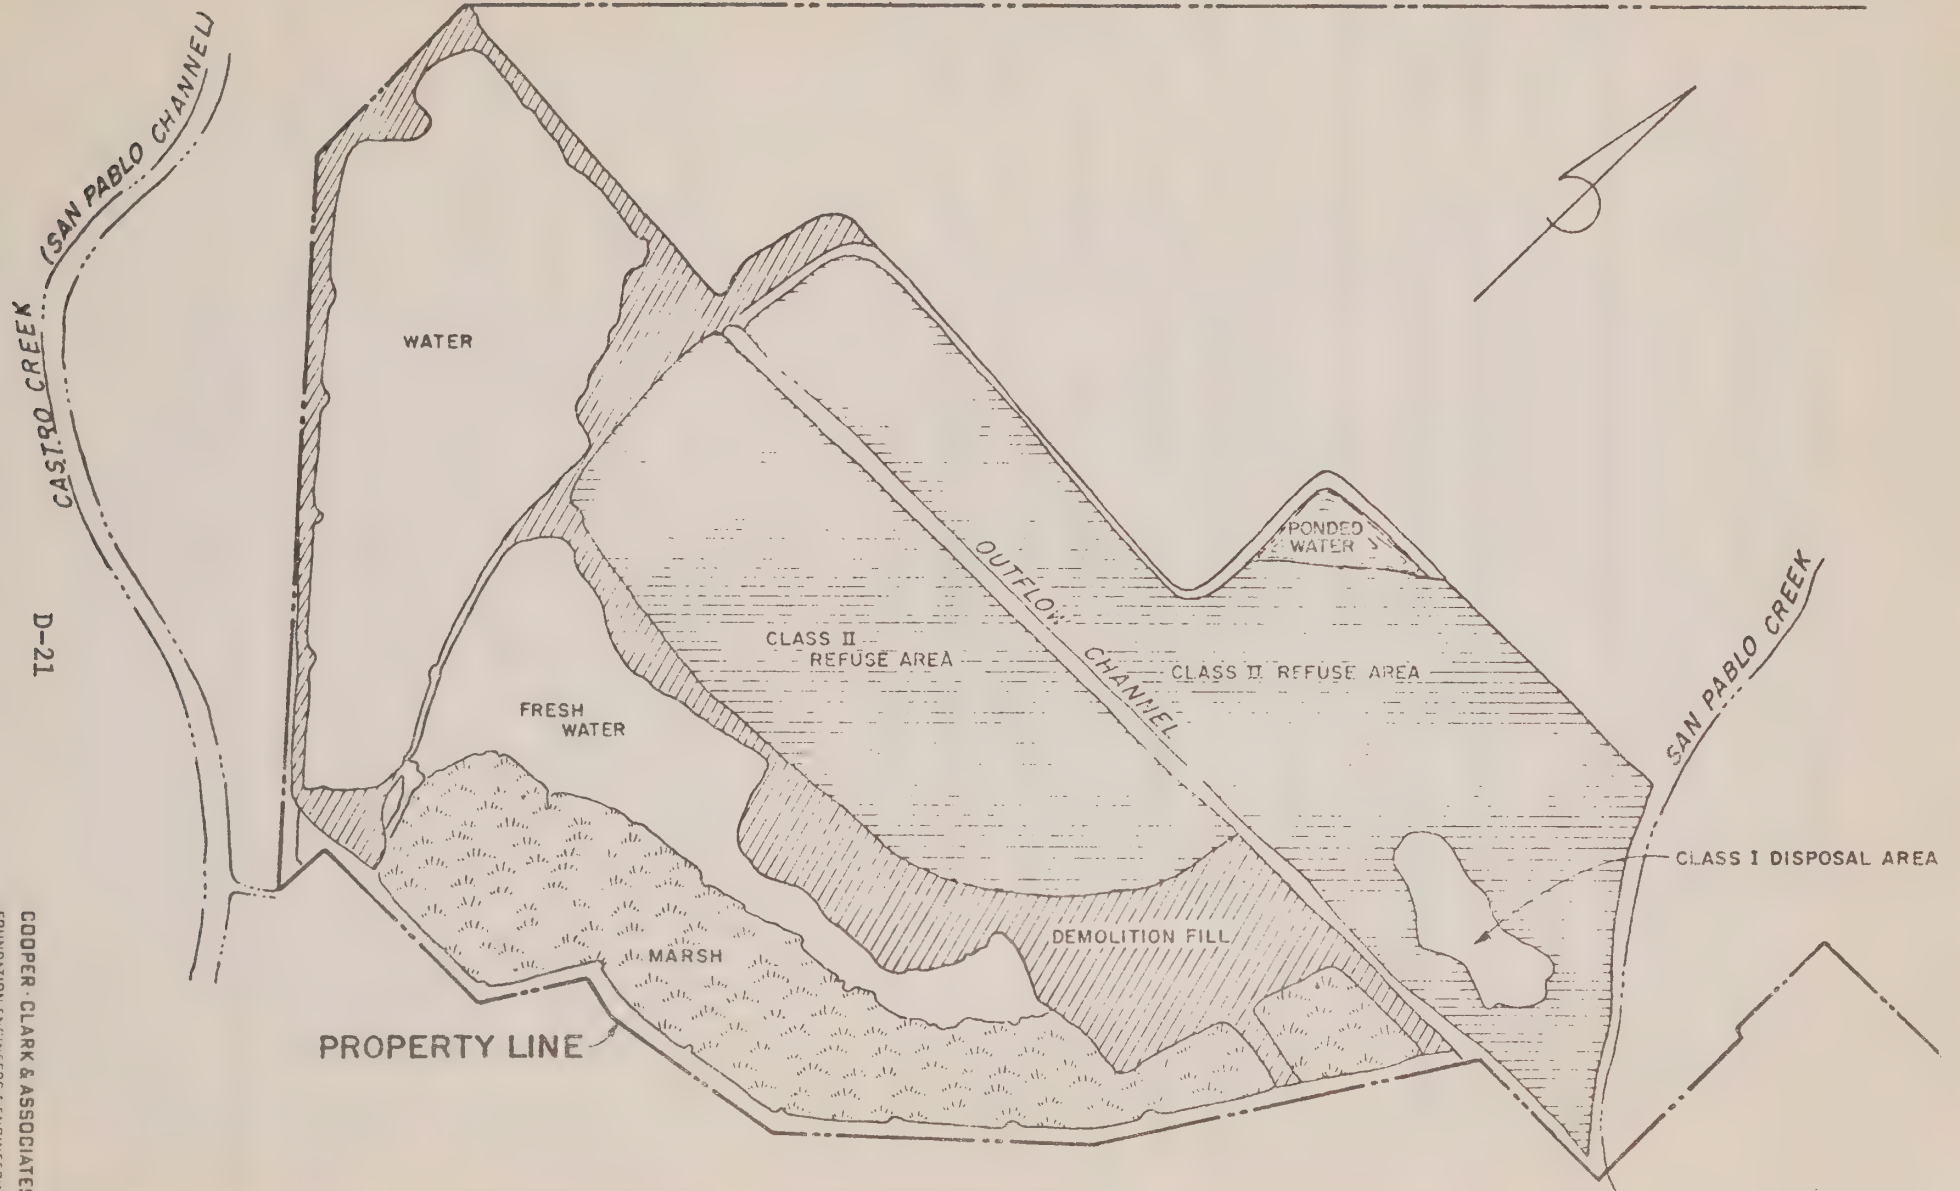 (SAN PABLO CHANNEL)
CASTRO CREEK
WATER
PONDED
WATER
OUTFLOW CHANNEL
CLASS II
REFUSE AREA
CLASS II REFUSE AREA
SAN PABLO CREEK
FRESH
WATER
CLASS I DISPOSAL AREA
DEMOLITION FILL
MARSH
PROPERTY LINE
D-21
COOPER · CLARK & ASSOCIATES